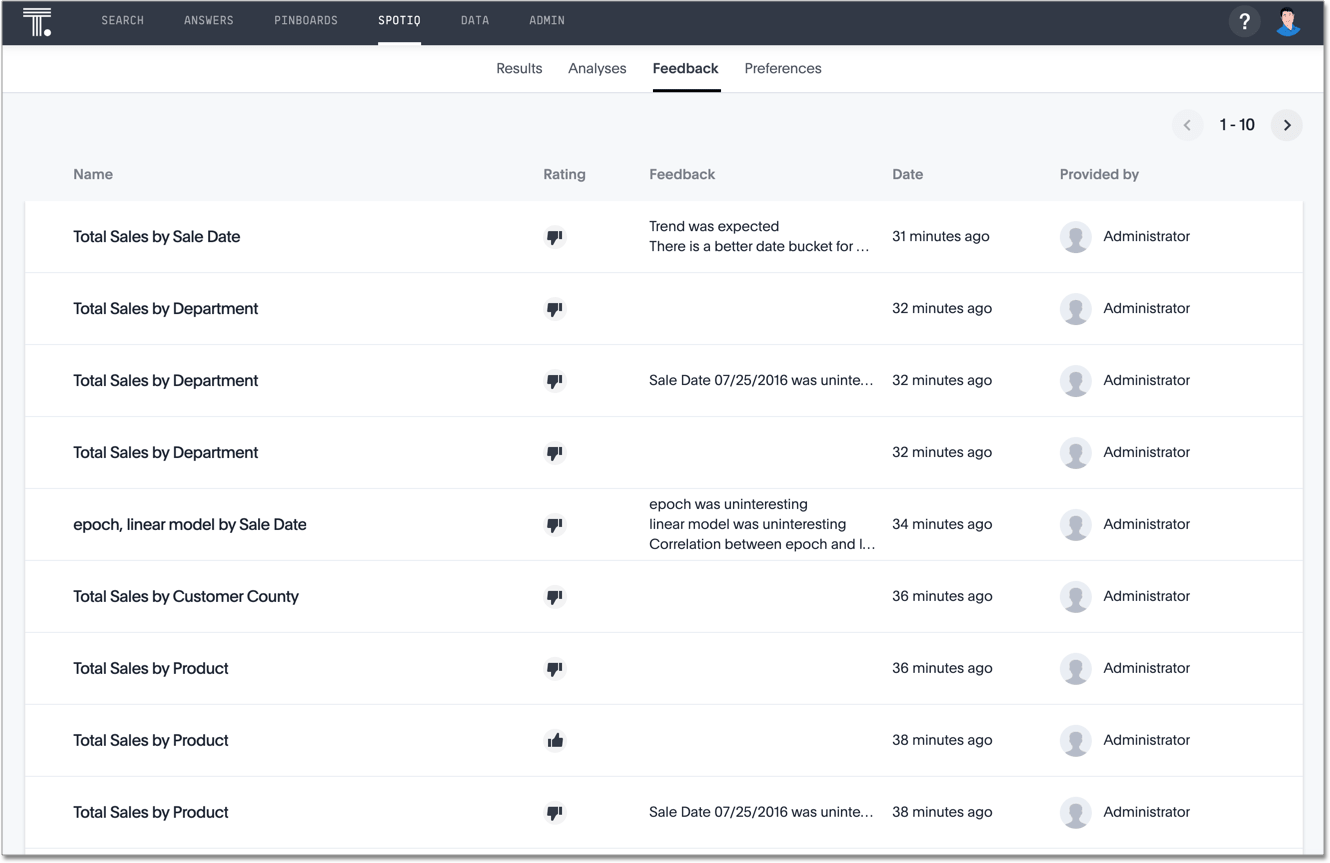 SEARCH ANSWERS PINBOARDS SPOTIQ DATA ADMIN ?
Results Analyses Feedback Preferences
1 - 10
Name Rating Feedback Date Provided by
Total Sales by Sale Date
Trend was expected
There is a better date bucket for ...
31 minutes ago Administrator
Total Sales by Department 32 minutes ago Administrator
Total Sales by Department Sale Date 07/25/2016 was uninte... 32 minutes ago Administrator
Total Sales by Department 32 minutes ago Administrator
epoch, linear model by Sale Date
epoch was uninteresting
linear model was uninteresting
Correlation between epoch and l...
34 minutes ago Administrator
Total Sales by Customer County 36 minutes ago Administrator
Total Sales by Product 36 minutes ago Administrator
Total Sales by Product 38 minutes ago Administrator
Total Sales by Product Sale Date 07/25/2016 was uninte... 38 minutes ago Administrator